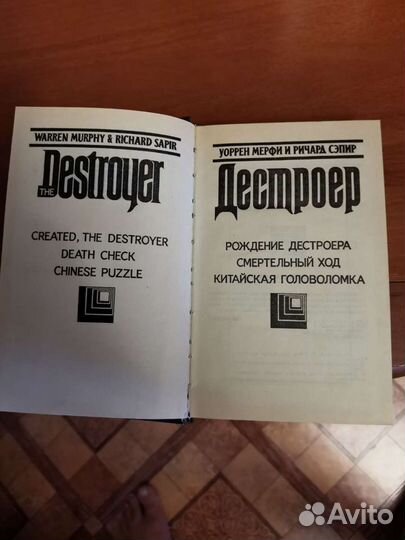 WARREN MURPHY & RICHARD SAPIR
THE Destroyer
CREATED, THE DESTROYER
DEATH CHECK
CHINESE PUZZLE
УОРРЕН МЕРФИ И РИЧАРД СЭПИР
Дестроер
РОЖДЕНИЕ ДЕСТРОЕРА
СМЕРТЕЛЬНЫЙ ХОД
КИТАЙСКАЯ ГОЛОВОЛОМКА
Avito